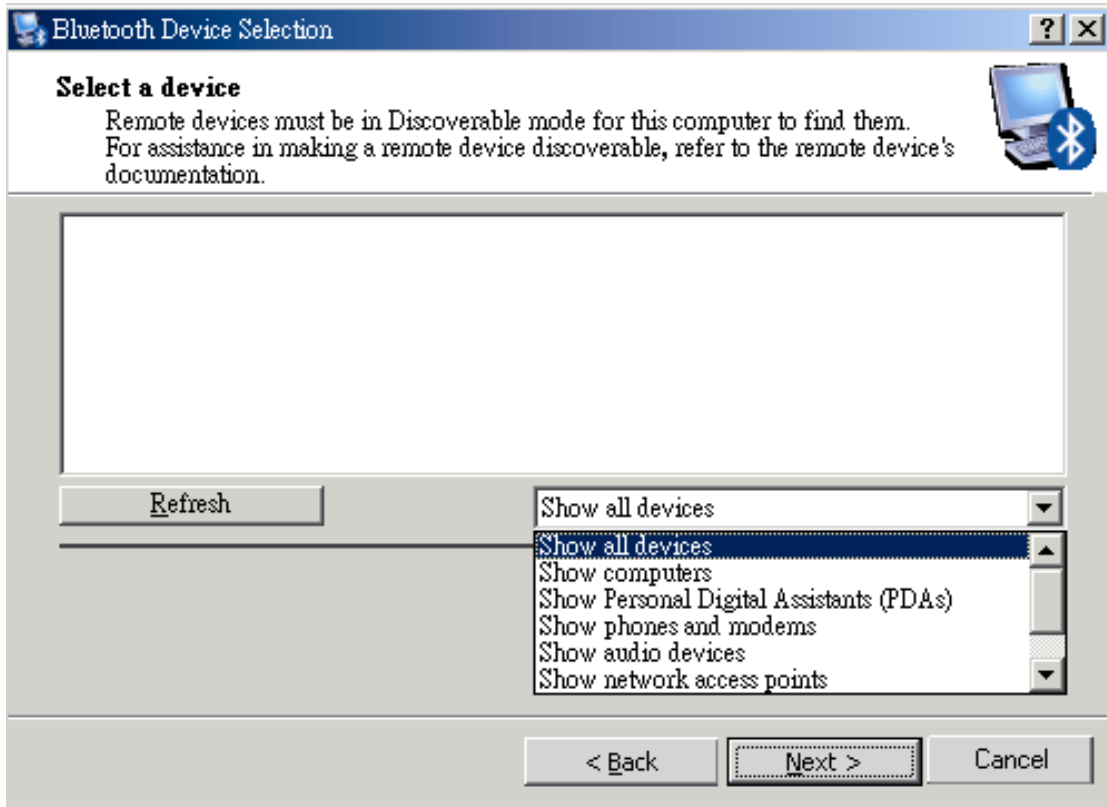 Bluetooth Device Selection
Select a device
Remote devices must be in Discoverable mode for this computer to find them.
For assistance in making a remote device discoverable, refer to the remote device's
documentation.
Refresh
Show all devices
Show all devices
Show computers
Show Personal Digital Assistants (PDAs)
Show phones and modems
Show audio devices
Show network access points
< Back
Next >
Cancel